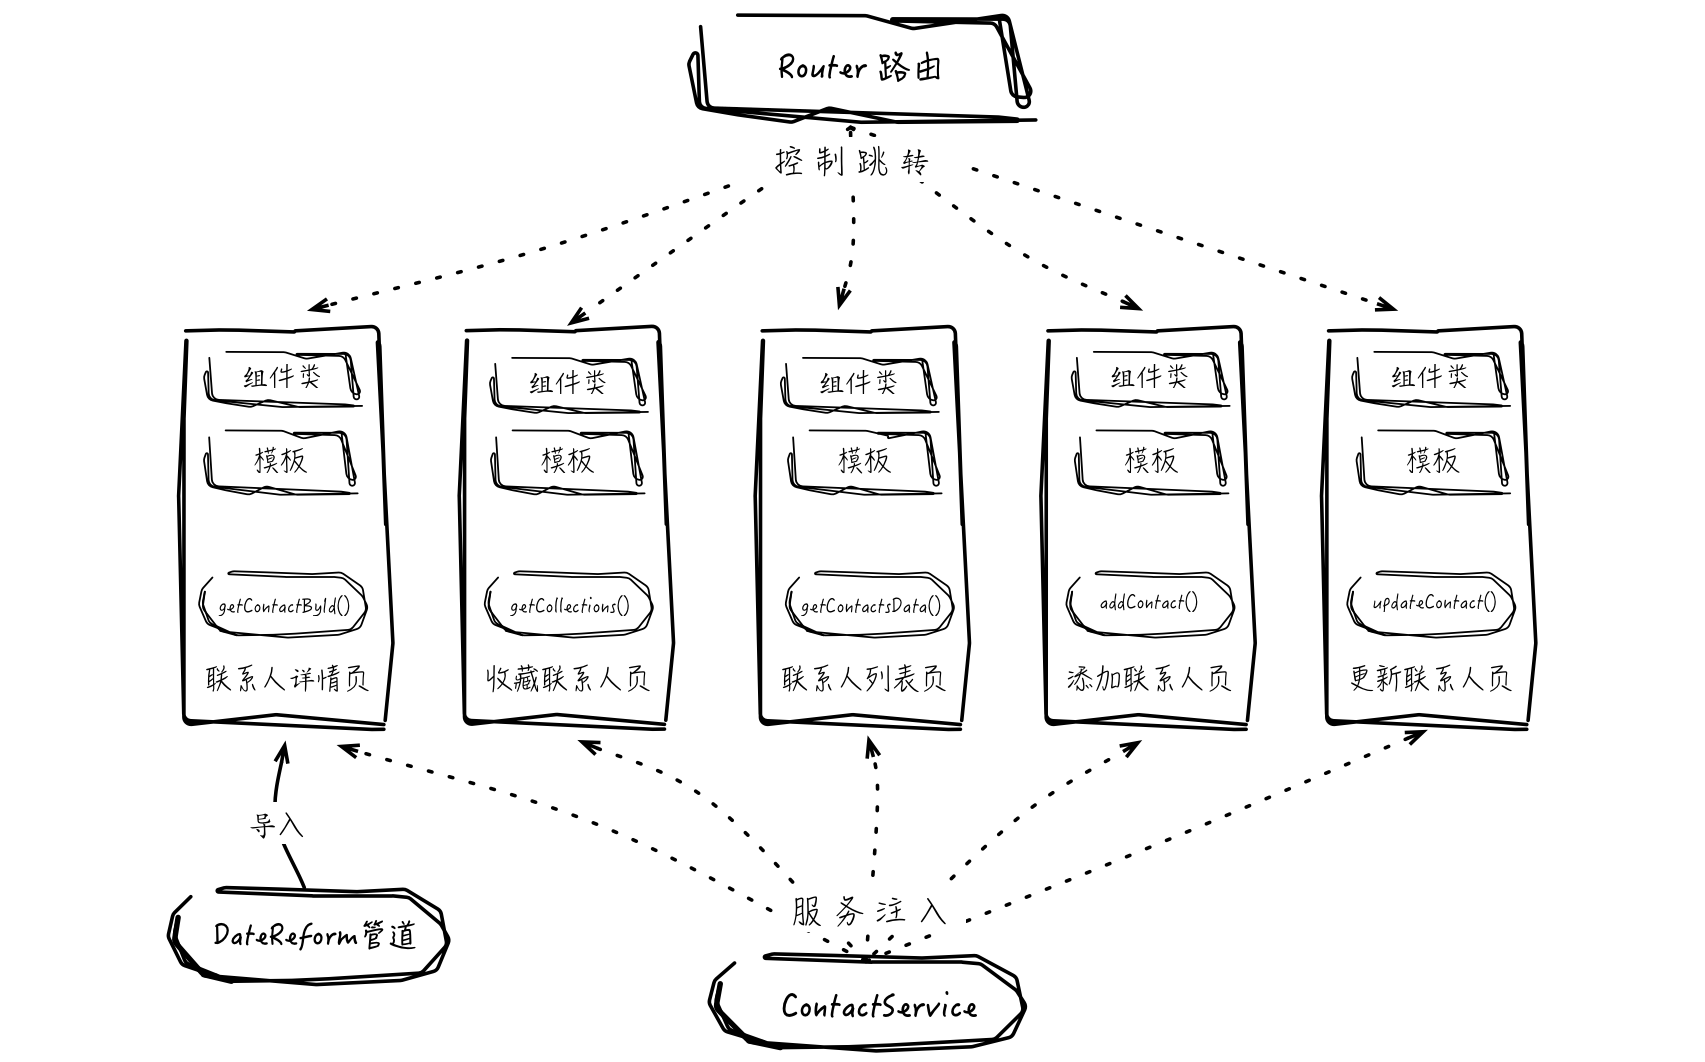 Router 路由
控制跳转
组件类
模板
getContactById()
联系人详情页
组件类
模板
getCollections()
收藏联系人页
组件类
模板
getContactsData()
联系人列表页
组件类
模板
addContact()
添加联系人页
组件类
模板
updateContact()
更新联系人页
导入
DateReform管道
服务注入
ContactService